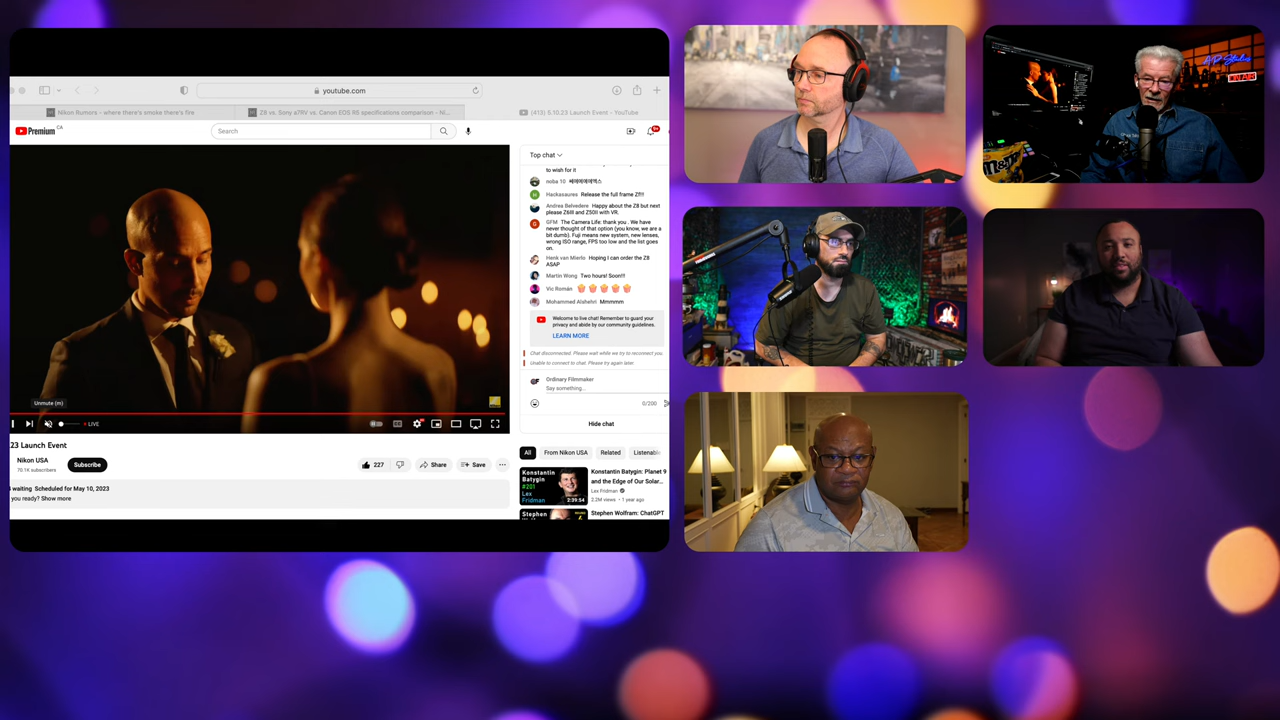 youtube.com
Nikon Rumors - where there's smoke there's fire
Z8 vs. Sony a7RIV vs. Canon EOS R5 specifications comparison - Ni...
(413) 5.10.23 Launch Event - YouTube
Premium CA
Search
9+
Top chat
to wish for it
noba 10
Hackasaures Release the full frame Zf!!!
Andrea Belvedere Happy about the Z8 but next
please Z6III and Z50II with VR.
GFM The Camera Life: thank you . We have
never thought of that option (you know, we are a
bit dumb). Fuji means new system, new lenses,
wrong ISO range, FPS too low and the list goes
on.
Henk van Mierlo Hoping I can order the Z8
ASAP
Martin Wong Two hours! Soon!!!
Vic Román
Mohammed Alshehri Mmmmm
Welcome to live chat! Remember to guard your
privacy and abide by our community guidelines.
LEARN MORE
Chat disconnected. Please wait while we try to reconnect you.
Unable to connect to chat. Please try again later.
Ordinary Filmmaker
Say something...
0/200
Hide chat
Unmute (m)
LIVE
23 Launch Event
Nikon USA
70.1K subscribers
Subscribe
227
Share
Save
waiting Scheduled for May 10, 2023
you ready? Show more
All
From Nikon USA
Related
Listenabl
Konstantin
Batygin
#201
Lex
Fridman
2:39:54
Konstantin Batygin: Planet 9
and the Edge of Our Solar...
Lex Fridman
2.2M views • 1 year ago
Stephen
Stephen Wolfram: ChatGPT
ON AIR